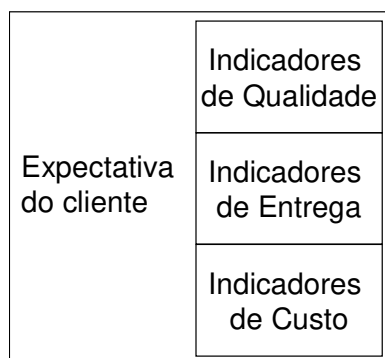 Expectativa
do cliente
Indicadores
de Qualidade
Indicadores
de Entrega
Indicadores
de Custo